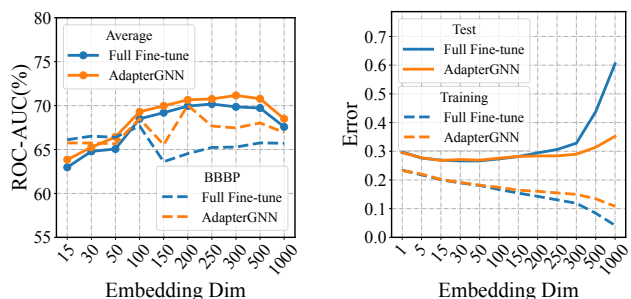 80
75
70
65
60
55
ROC-AUC(%)
Average
Full Fine-tune
AdapterGNN
BBBP
Full Fine-tune
AdapterGNN
15
30
50
100
150
200
250
300
500
1000
Embedding Dim
0.7
0.6
0.5
0.4
0.3
0.2
0.1
0.0
Error
Test
Full Fine-tune
AdapterGNN
Training
Full Fine-tune
AdapterGNN
1
5
15
30
50
100
150
200
250
300
500
1000
Embedding Dim